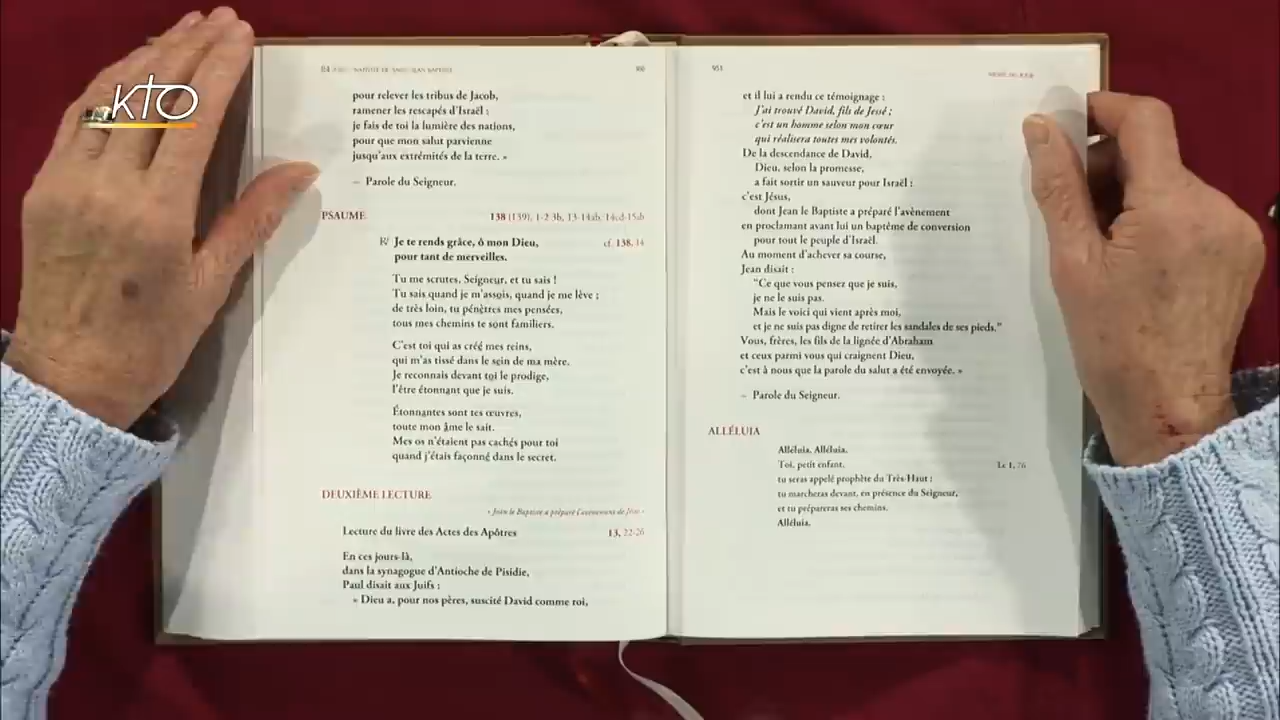 kto
NATIVITÉ DE SAINT JEAN BAPTISTE
pour relever les tribus de Jacob,
ramener les rescapés d'Israël :
je fais de toi la lumière des nations,
pour que mon salut parvienne
jusqu'aux extrémités de la terre. »
– Parole du Seigneur.
PSAUME 138 (139), 1-2.3b, 13-14ab, 14cd-15ab
R/ Je te rends grâce, ô mon Dieu, cf. 138, 14
pour tant de merveilles.
Tu me scrutes, Seigneur, et tu sais !
Tu sais quand je m'assois, quand je me lève ;
de très loin, tu pénètres mes pensées,
tous mes chemins te sont familiers.
C'est toi qui as créé mes reins,
qui m'as tissé dans le sein de ma mère.
Je reconnais devant toi le prodige,
l'être étonnant que je suis.
Étonnantes sont tes œuvres,
toute mon âme le sait.
Mes os n'étaient pas cachés pour toi
quand j'étais façonné dans le secret.
DEUXIÈME LECTURE
« Jean le Baptiste a préparé l'avènement de Jésus »
Lecture du livre des Actes des Apôtres 13, 22-26
En ces jours-là,
dans la synagogue d'Antioche de Pisidie,
Paul disait aux Juifs :
« Dieu a, pour nos pères, suscité David comme roi,
951 MESSE DU JOUR
et il lui a rendu ce témoignage :
J'ai trouvé David, fils de Jessé ;
c'est un homme selon mon cœur
qui réalisera toutes mes volontés.
De la descendance de David,
Dieu, selon la promesse,
a fait sortir un sauveur pour Israël :
c'est Jésus,
dont Jean le Baptiste a préparé l'avènement
en proclamant avant lui un baptême de conversion
pour tout le peuple d'Israël.
Au moment d'achever sa course,
Jean disait :
“Ce que vous pensez que je suis,
je ne le suis pas.
Mais le voici qui vient après moi,
et je ne suis pas digne de retirer les sandales de ses pieds.”
Vous, frères, les fils de la lignée d'Abraham
et ceux parmi vous qui craignent Dieu,
c'est à nous que la parole du salut a été envoyée. »
– Parole du Seigneur.
ALLÉLUIA
Alléluia. Alléluia.
Toi, petit enfant, Lc 1, 76
tu seras appelé prophète du Très-Haut :
tu marcheras devant, en présence du Seigneur,
et tu prépareras ses chemins.
Alléluia.